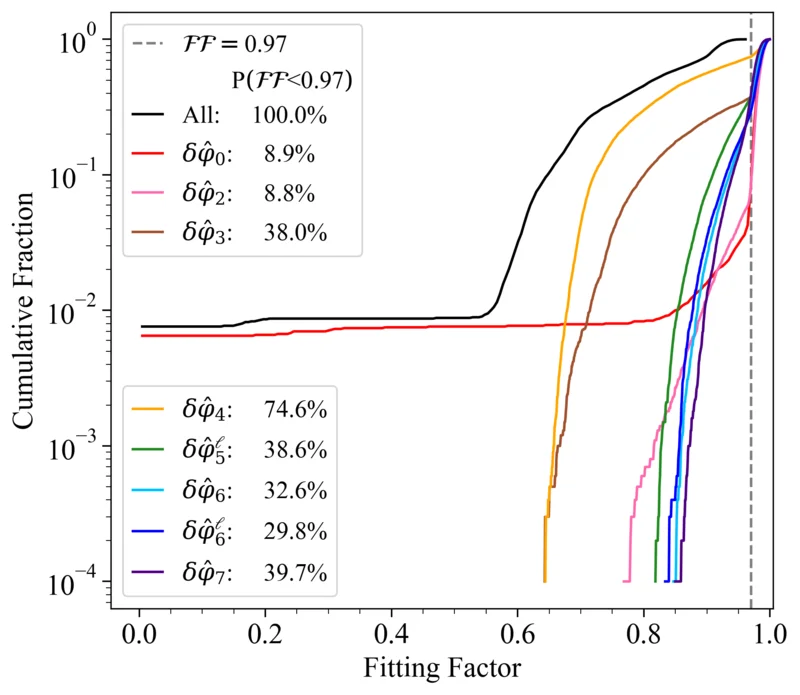 𝓕𝓕 = 0.97
P(𝓕𝓕<0.97)
All: 100.0%
δφ̂₀: 8.9%
δφ̂₂: 8.8%
δφ̂₃: 38.0%
δφ̂₄: 74.6%
δφ̂₅ˡ: 38.6%
δφ̂₆: 32.6%
δφ̂₆ˡ: 29.8%
δφ̂₇: 39.7%
Cumulative Fraction
10⁰
10⁻¹
10⁻²
10⁻³
10⁻⁴
0.0 0.2 0.4 0.6 0.8 1.0
Fitting Factor